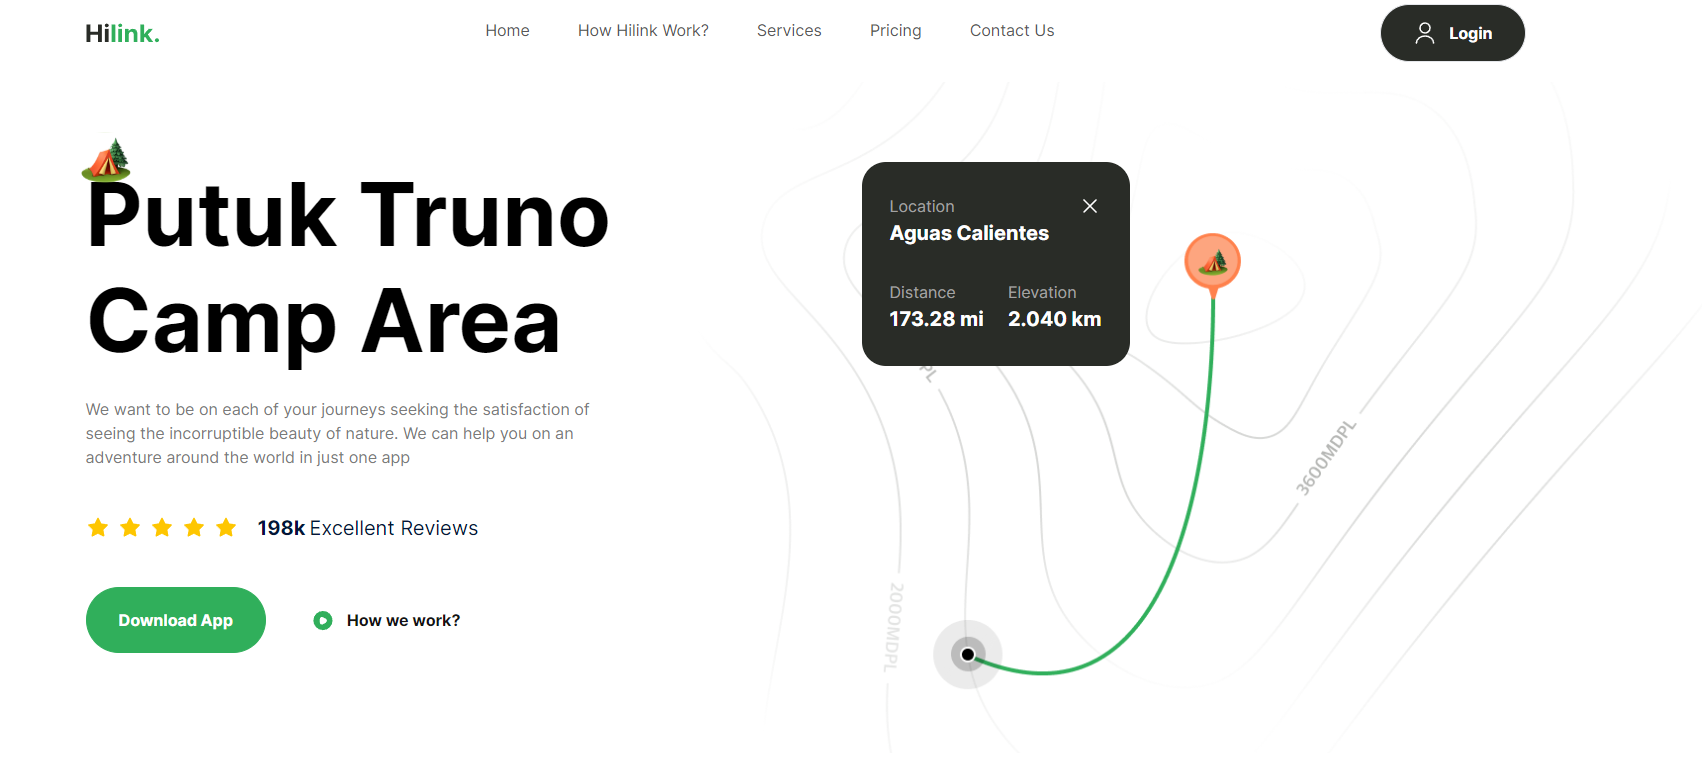 Hilink.
Home
How Hilink Work?
Services
Pricing
Contact Us
Login
Putuk Truno
Camp Area
We want to be on each of your journeys seeking the satisfaction of
seeing the incorruptible beauty of nature. We can help you on an
adventure around the world in just one app
198k Excellent Reviews
Download App
How we work?
Location
Aguas Calientes
Distance
Elevation
173.28 mi
2.040 km
PL
3600MDPL
2000MDPL